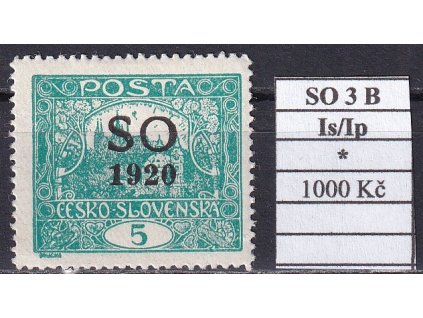 POSTA
SO
1920
ČESKO-SLOVENSKÁ
5
SO 3 B
Is/Ip
*
1000 Kč